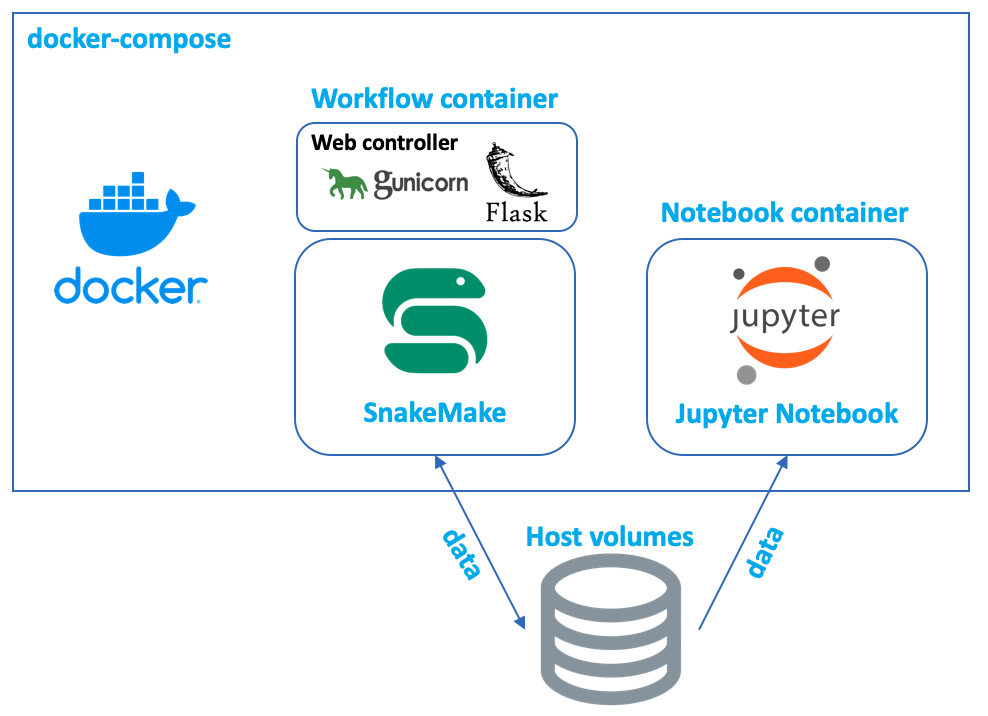 docker-compose
Workflow container
Web controller
gunicorn
Flask
Notebook container
docker
jupyter
SnakeMake
Jupyter Notebook
data
Host volumes
data